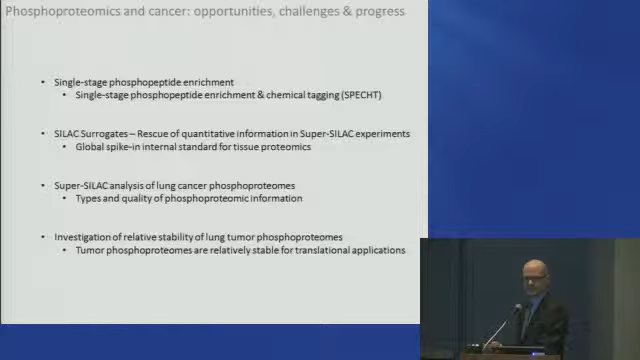 Phosphoproteomics and cancer: opportunities, challenges & progress
• Single-stage phosphopeptide enrichment
• Single-stage phosphopeptide enrichment & chemical tagging (SPECHT)
• SILAC Surrogates – Rescue of quantitative information in Super-SILAC experiments
• Global spike-in internal standard for tissue proteomics
• Super-SILAC analysis of lung cancer phosphoproteomes
• Types and quality of phosphoproteomic information
• Investigation of relative stability of lung tumor phosphoproteomes
• Tumor phosphoproteomes are relatively stable for translational applications